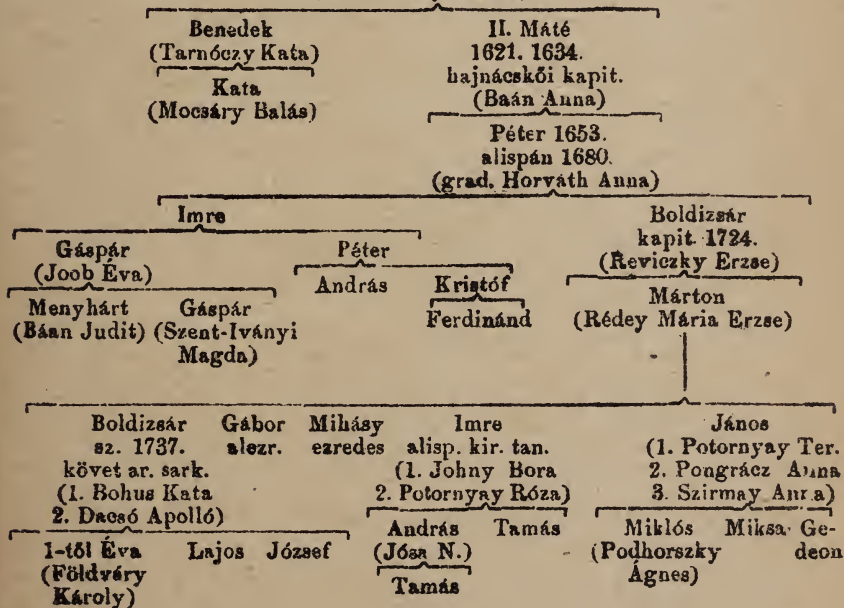 Benedek II. Máté
(Tarnóczy Kata) 1621. 1634.
Kata hajnácskői kapit.
(Mocsáry Balás) (Baán Anna)
Péter 1653.
alispán 1680.
(grad. Horváth Anna)
Imre Boldizsár
Gáspár Péter kapit. 1724.
(Joob Éva) (Reviczky Erzse)
András Kristóf Márton
Menyhárt Gáspár Ferdinánd (Rédey Mária Erzse)
(Báan Judit) (Szent-Iványi
Magda)
Boldizsár Gábor Mihásy Imre János
sz. 1737. alezr. ezredes alisp. kir. tan. (1. Potornyay Ter.
követ ar. sark. (1. Johny Bora 2. Pongrácz Anna
(1. Bohus Kata 2. Potornyay Róza) 3. Szirmay Anna)
2. Dacsó Apolló)
András Tamás Miklós Miksa Ge-
1-től Éva Lajos József (Jósa N.) (Podhorszky deon
(Földváry Tamás Ágnes)
Károly)